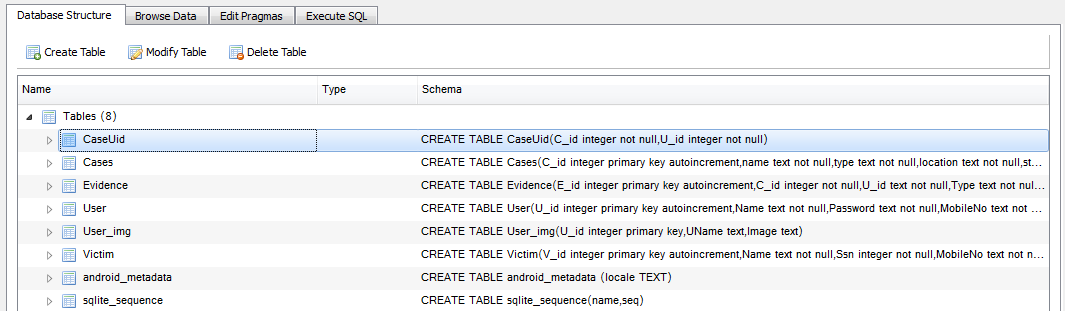 Database Structure Browse Data Edit Pragmas Execute SQL
Create Table Modify Table Delete Table
Name Type Schema
Tables (8)
CaseUid CREATE TABLE CaseUid(C_id integer not null,U_id integer not null)
Cases CREATE TABLE Cases(C_id integer primary key autoincrement,name text not null,type text not null,location text not null,st...
Evidence CREATE TABLE Evidence(E_id integer primary key autoincrement,C_id integer not null,U_id text not null,Type text not nul...
User CREATE TABLE User(U_id integer primary key autoincrement,Name text not null,Password text not null,MobileNo text not ...
User_img CREATE TABLE User_img(U_id integer primary key,UName text,Image text)
Victim CREATE TABLE Victim(V_id integer primary key autoincrement,Name text not null,Ssn integer not null,MobileNo text not n...
android_metadata CREATE TABLE android_metadata (locale TEXT)
sqlite_sequence CREATE TABLE sqlite_sequence(name,seq)